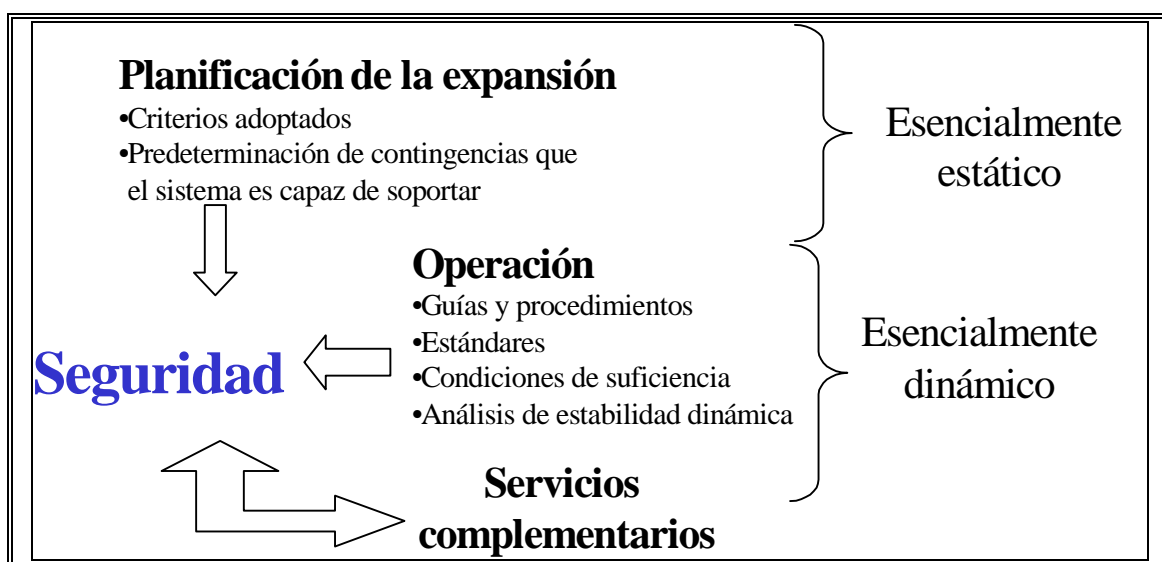 Planificación de la expansión
•Criterios adoptados
•Predeterminación de contingencias que
el sistema es capaz de soportar
Esencialmente
estático
Operación
•Guías y procedimientos
•Estándares
•Condiciones de suficiencia
•Análisis de estabilidad dinámica
Esencialmente
dinámico
Seguridad
Servicios
complementarios